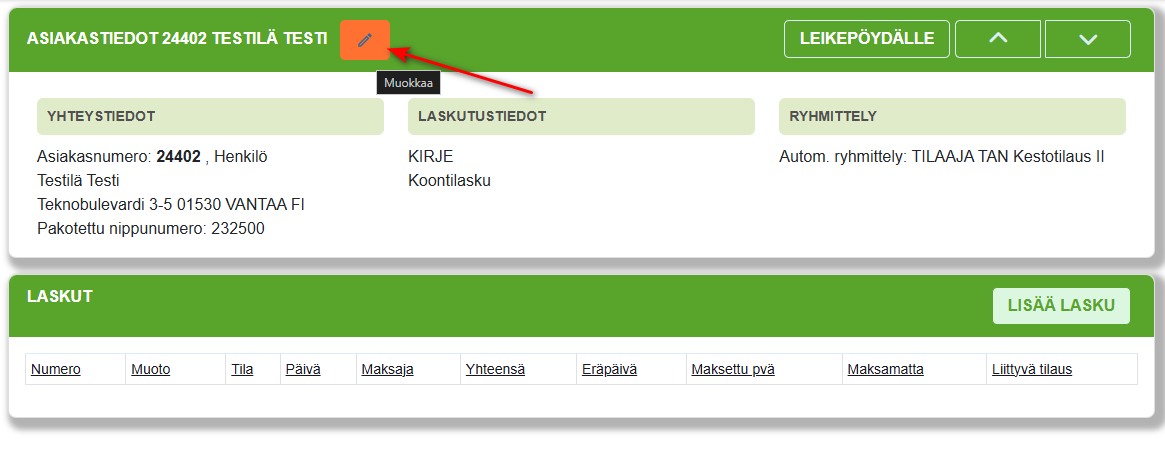 ASIAKASTIEDOT 24402 TESTILÄ TESTI
LEIKEPÖYDÄLLE
Muokkaa
YHTEYSTIEDOT
Asiakasnumero: 24402 , Henkilö
Testilä Testi
Teknobulevardi 3-5 01530 VANTAA FI
Pakotettu nippunumero: 232500
LASKUTUSTIEDOT
KIRJE
Koontilasku
RYHMITTELY
Autom. ryhmittely: TILAAJA TAN Kestotilaus II
LASKUT
LISÄÄ LASKU
Numero Muoto Tila Päivä Maksaja Yhteensä Eräpäivä Maksettu pvä Maksamatta Liittyvä tilaus